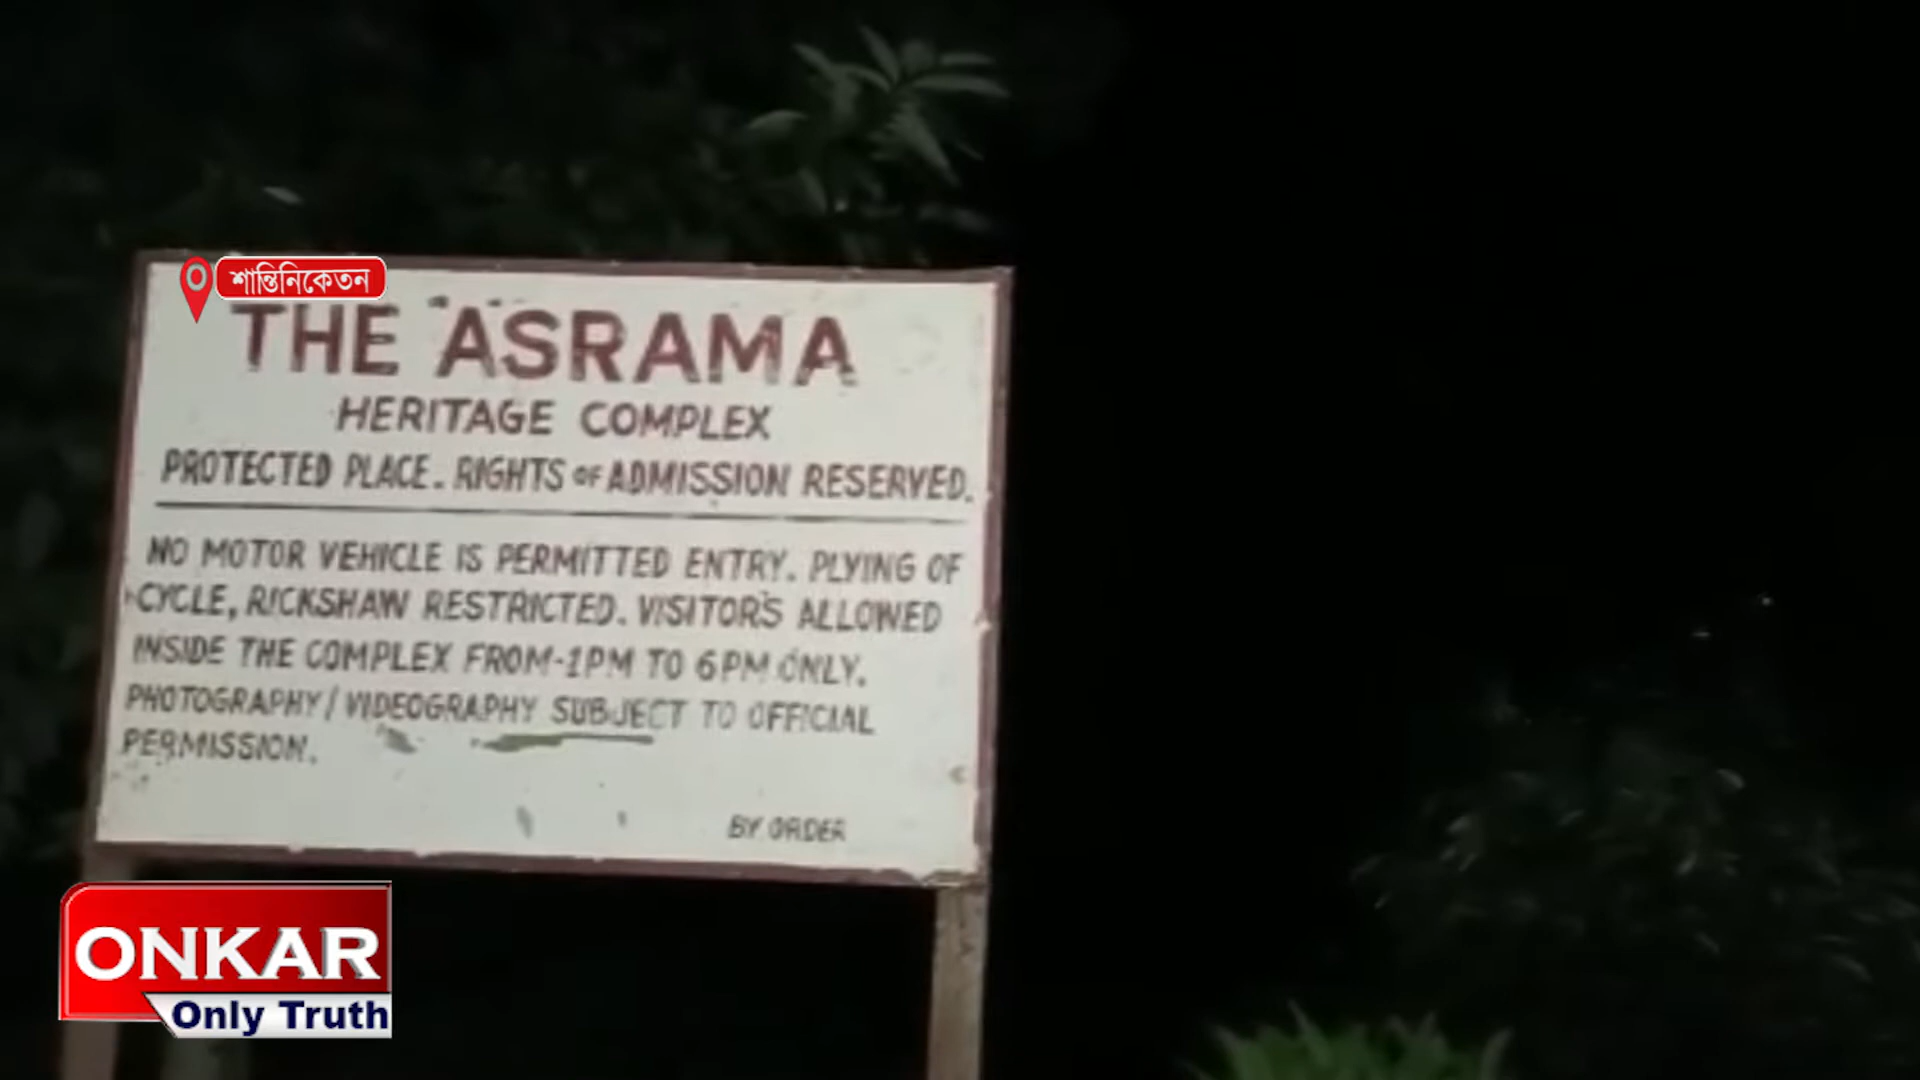 শান্তিনিকেতন
THE ASRAMA
HERITAGE COMPLEX
PROTECTED PLACE. RIGHTS OF ADMISSION RESERVED.
NO MOTOR VEHICLE IS PERMITTED ENTRY. PLYING OF
CYCLE, RICKSHAW RESTRICTED. VISITORS ALLOWED
INSIDE THE COMPLEX FROM-1PM TO 6PM ONLY.
PHOTOGRAPHY/VIDEOGRAPHY SUBJECT TO OFFICIAL
PERMISSION.
BY ORDER
ONKAR
Only Truth